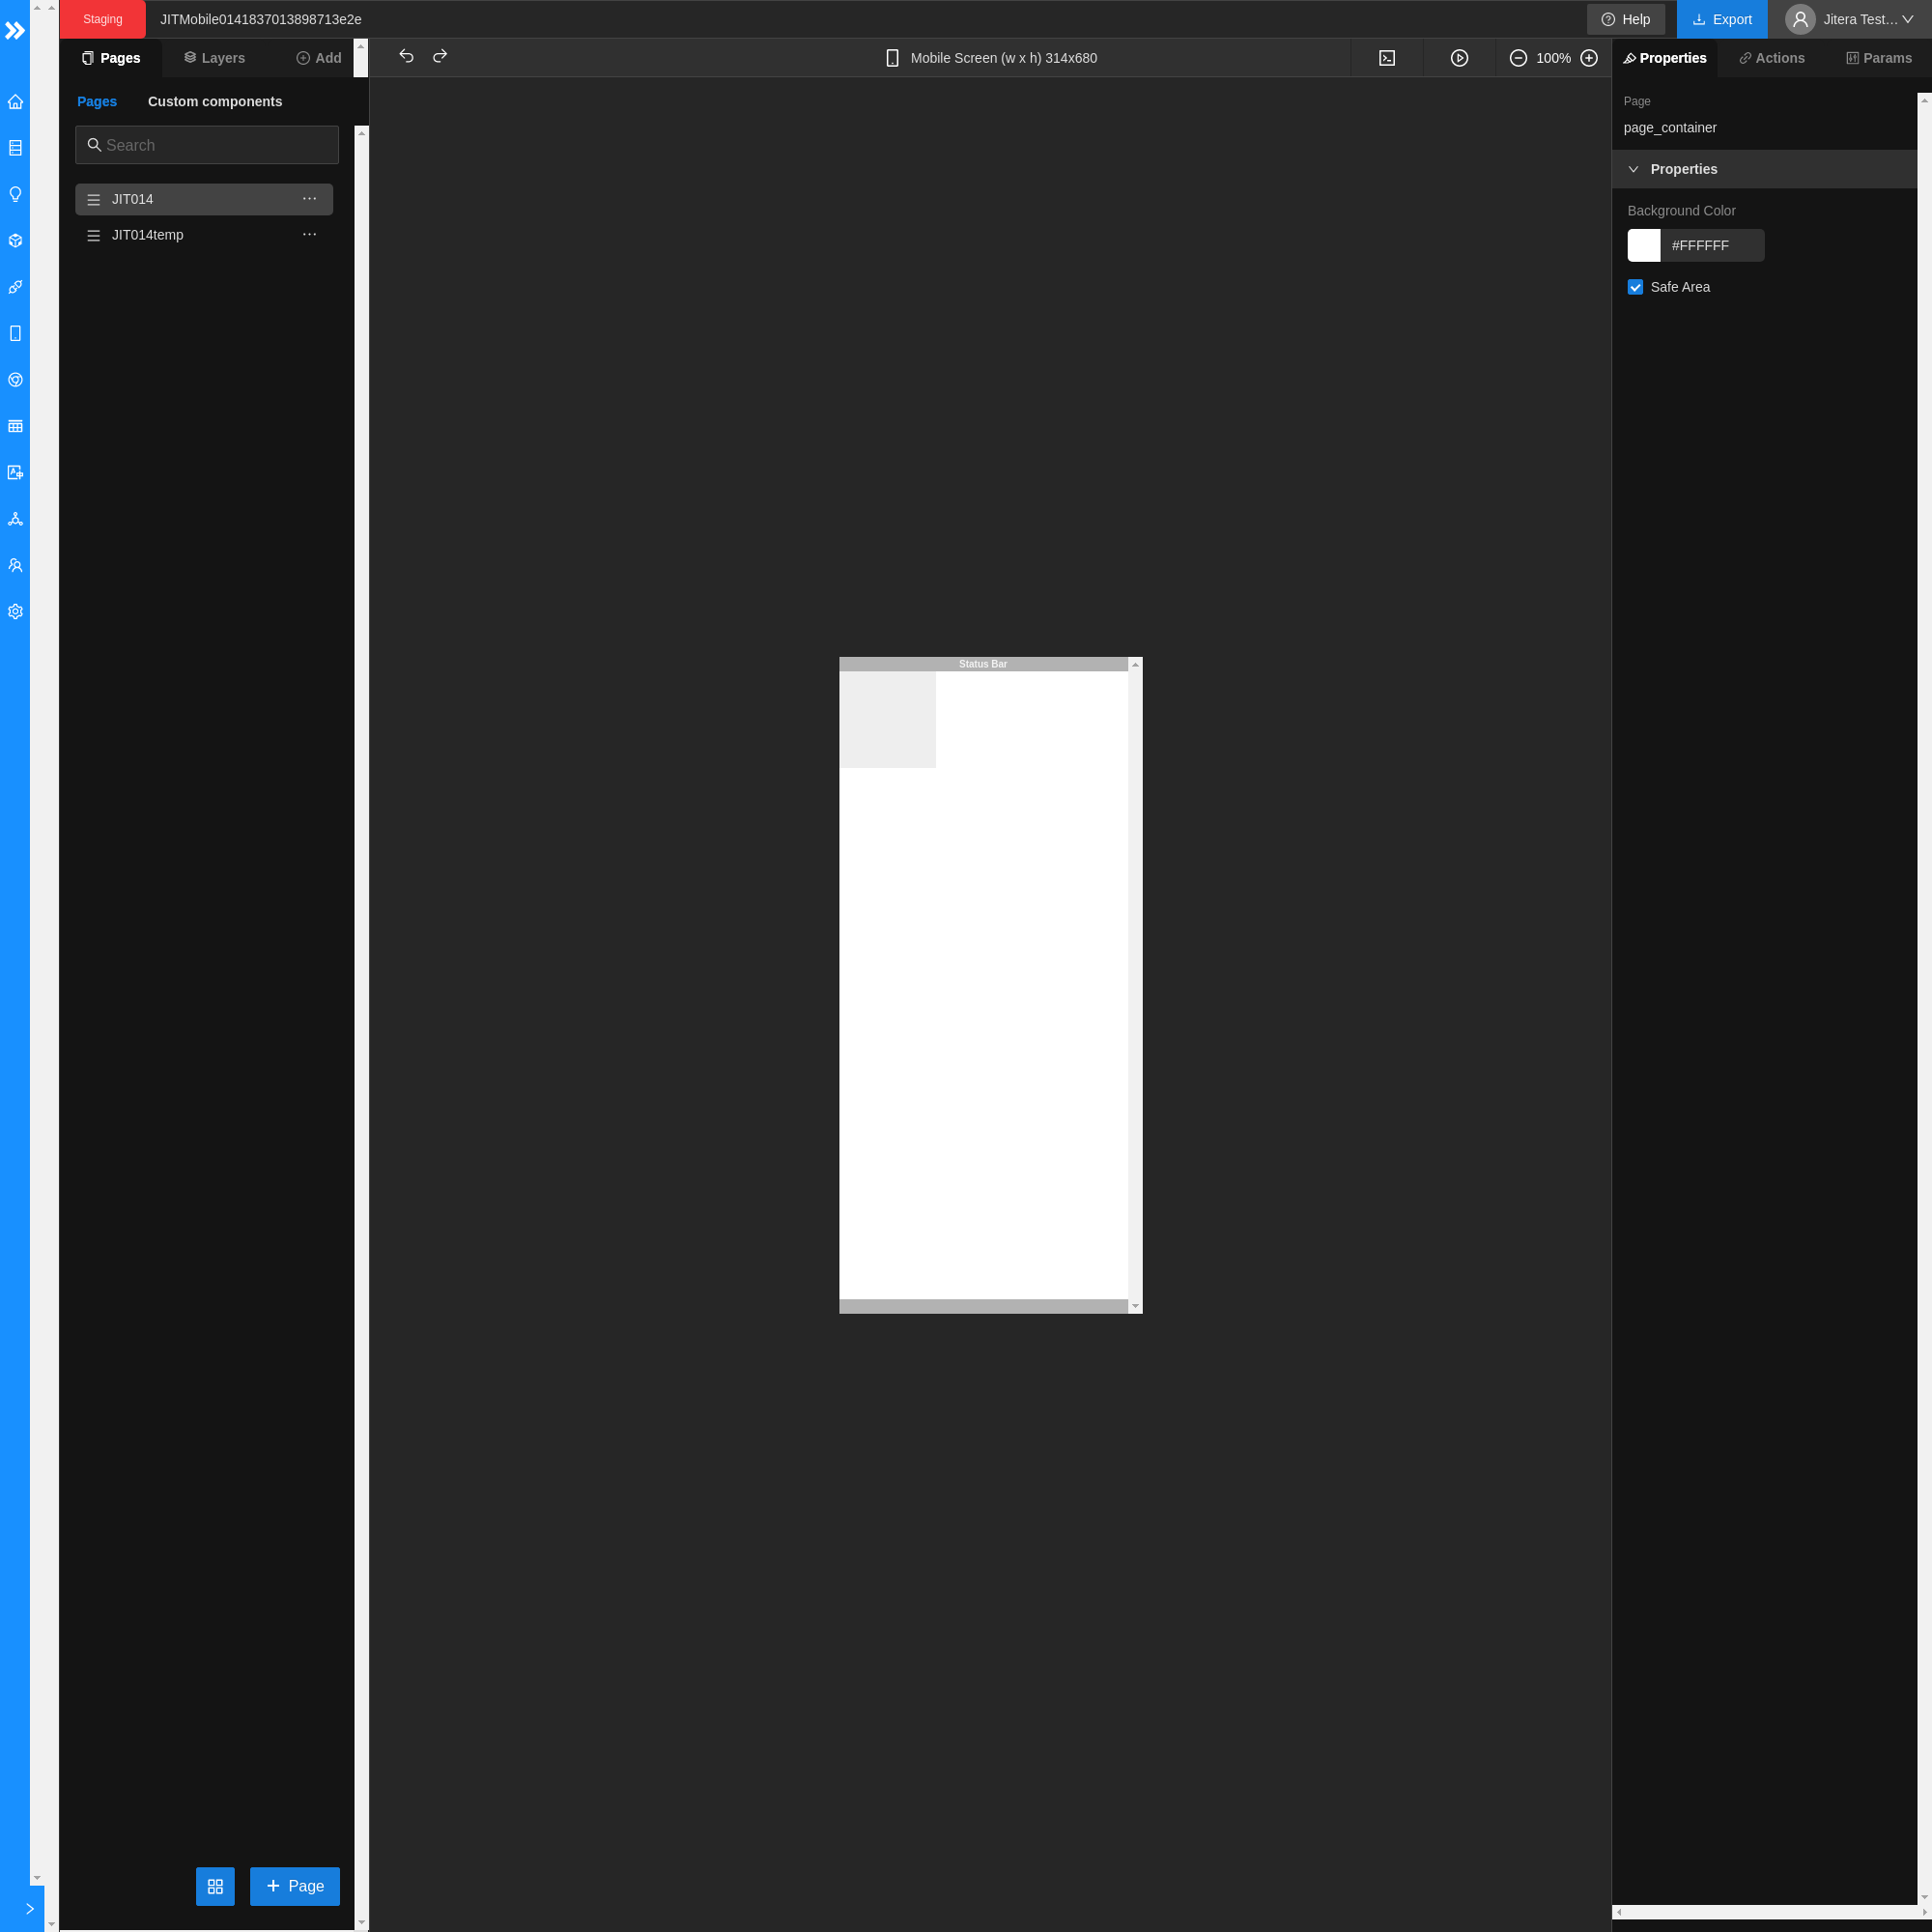 Staging
JITMobile0141837013898713e2e
Help
Export
Jitera Test...
Pages
Layers
Add
Mobile Screen (w x h) 314x680
100%
Properties
Actions
Params
Pages
Custom components
Search
JIT014
JIT014temp
Page
page_container
Properties
Background Color
#FFFFFF
Safe Area
Status Bar
Page